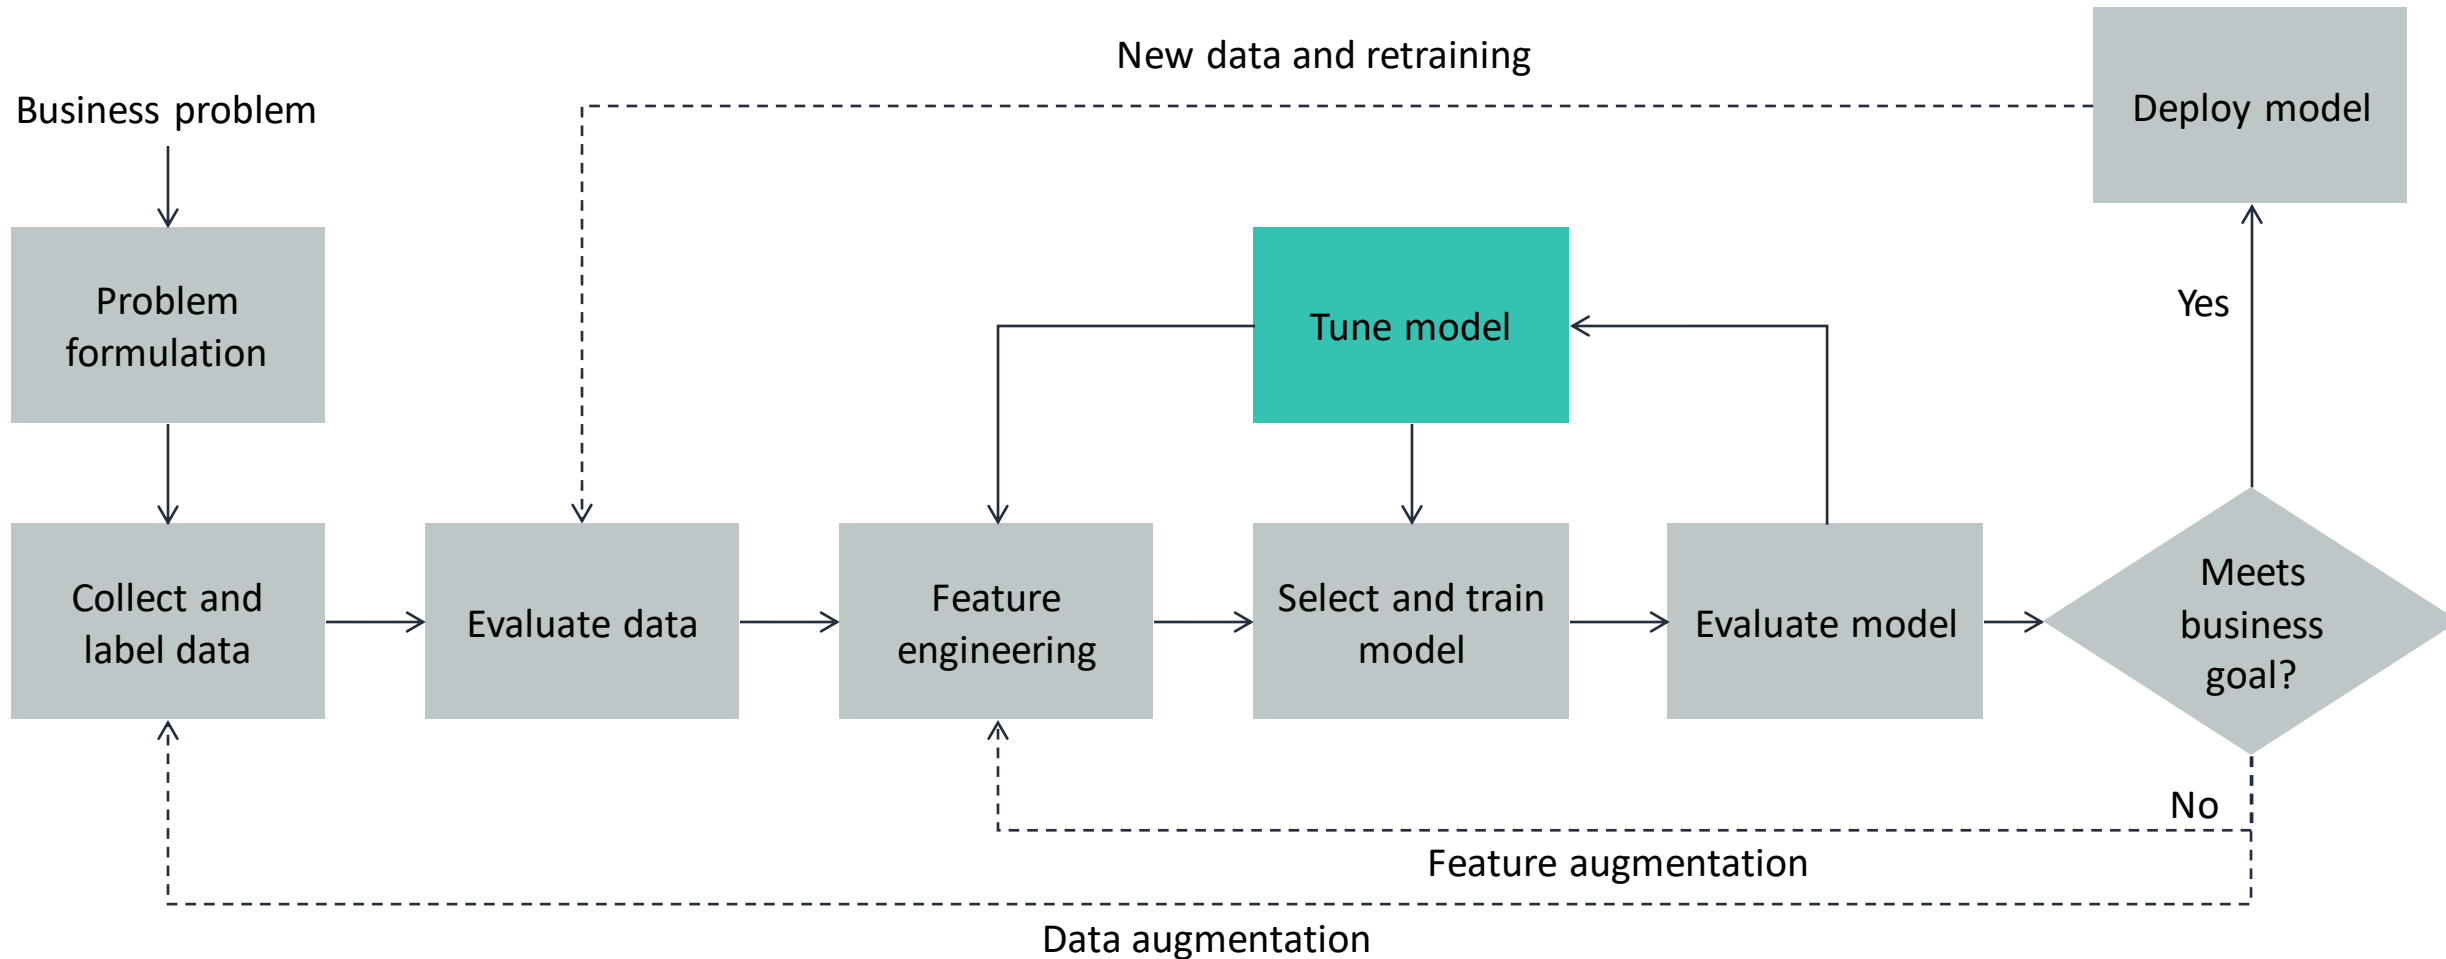 New data and retraining
Deploy model
Business problem
Problem
formulation
Tune model
Yes
Collect and
label data
Evaluate data
Feature
engineering
Select and train
model
Evaluate model
Meets
business
goal?
No
Feature augmentation
Data augmentation